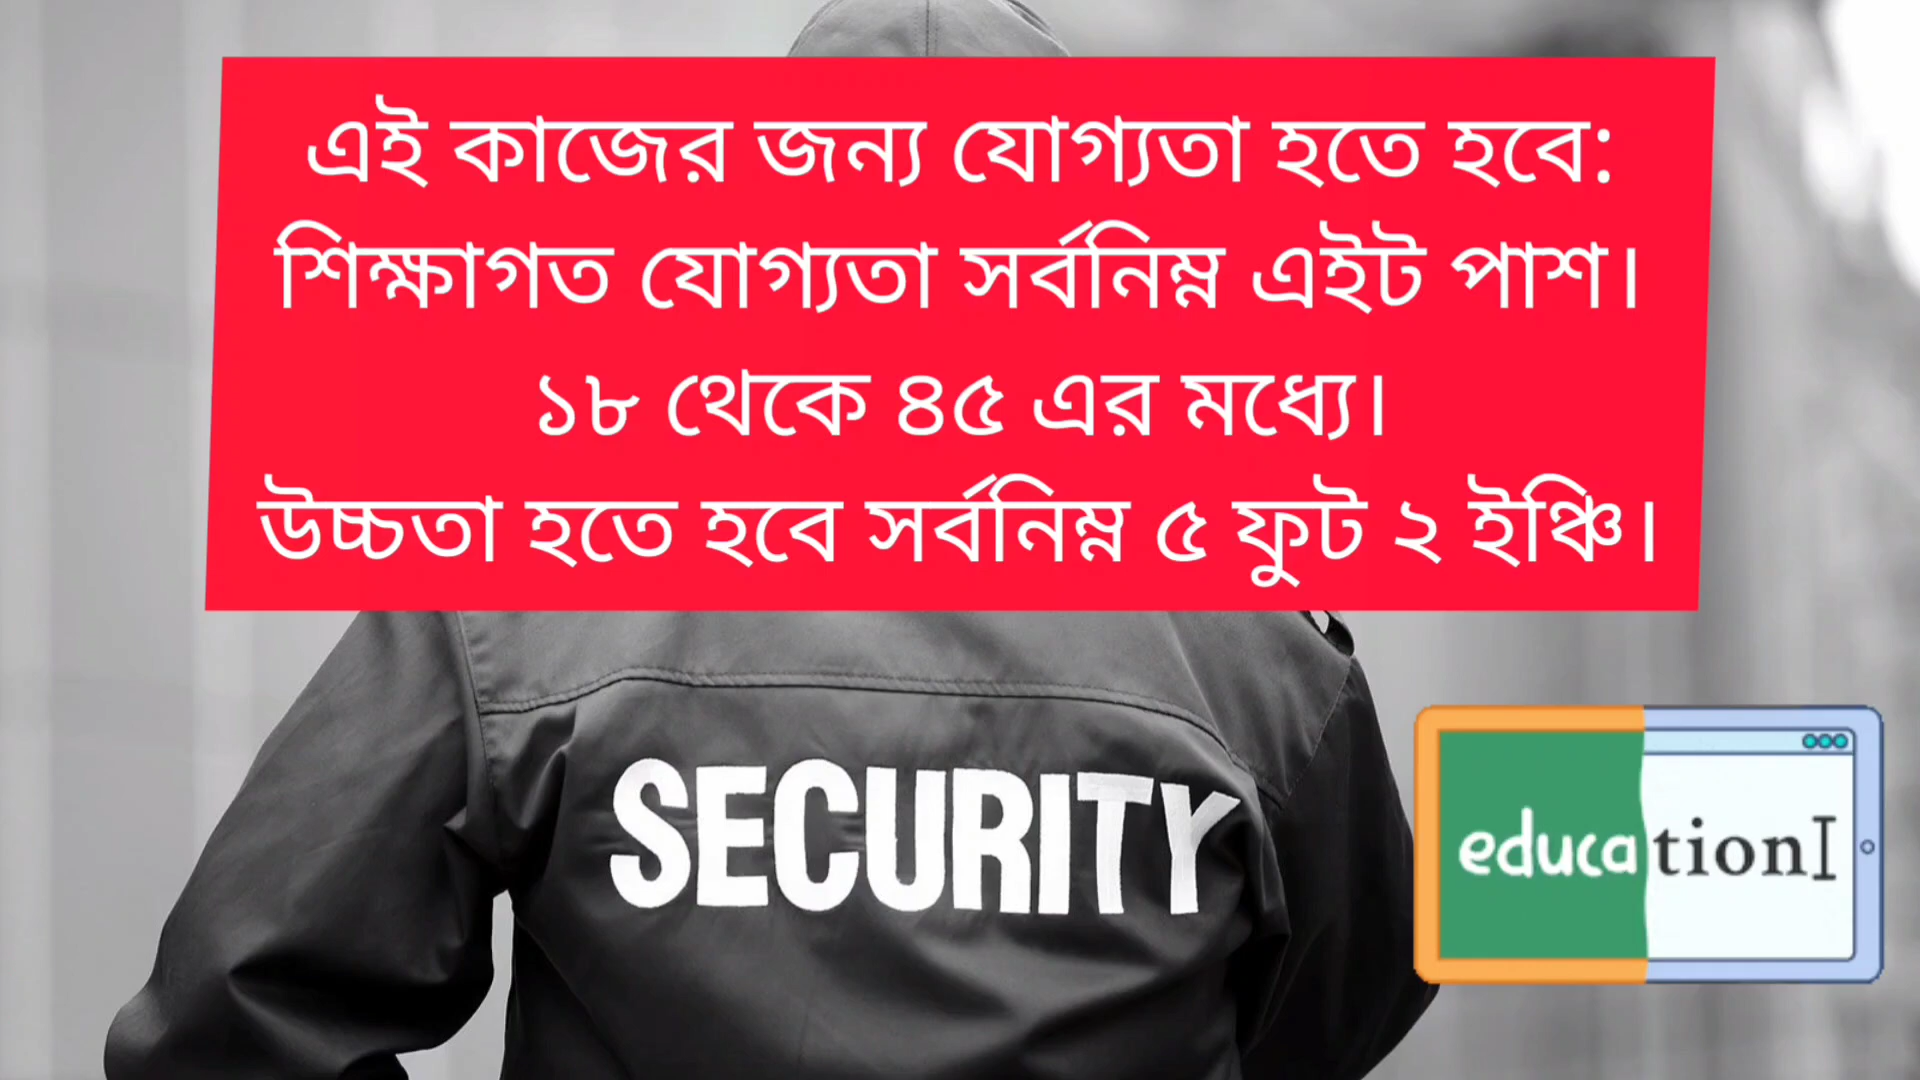 এই কাজের জন্য যোগ্যতা হতে হবে:
শিক্ষাগত যোগ্যতা সর্বনিম্ন এইট পাশ।
১৮ থেকে ৪৫ এর মধ্যে।
উচ্চতা হতে হবে সর্বনিম্ন ৫ ফুট ২ ইঞ্চি।
SECURITY
educationI